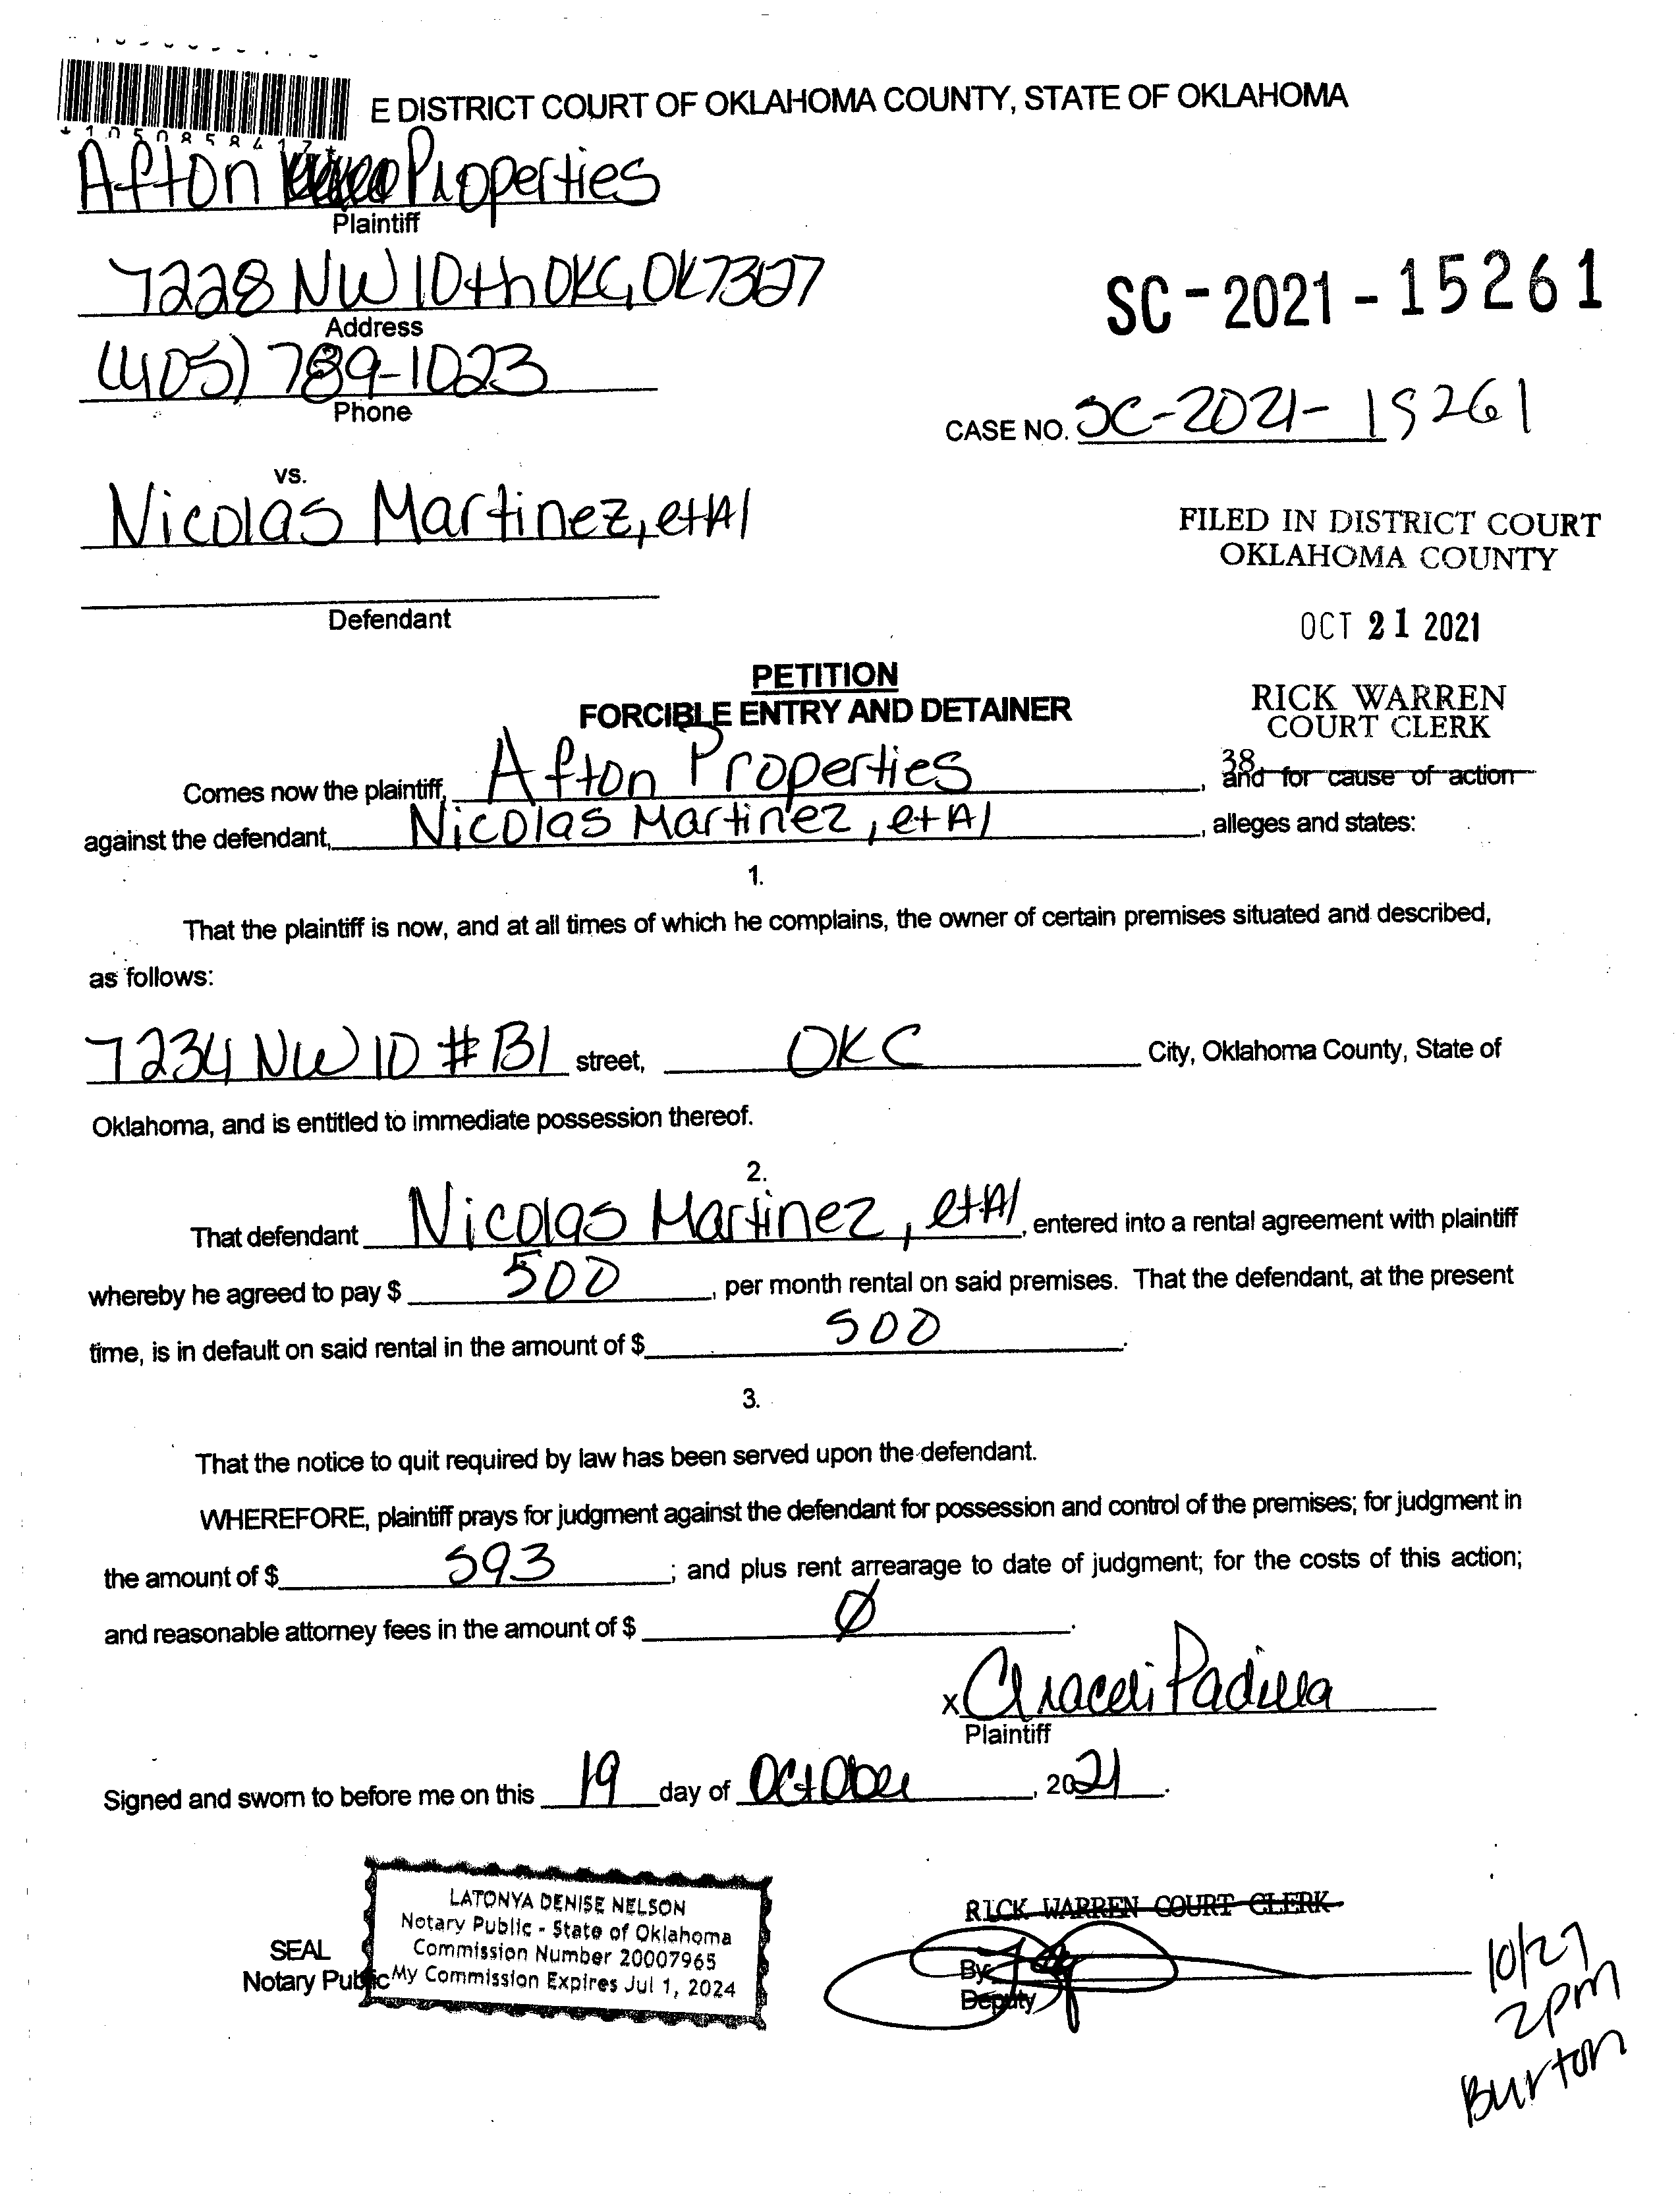 *1050858417*
E DISTRICT COURT OF OKLAHOMA COUNTY, STATE OF OKLAHOMA
Afton Properties
Plaintiff
7228 NW 10th OKC, OK 73127
Address
SC-2021-15261
(405) 789-1023
Phone
CASE NO. SC-2021-15261
vs.
Nicolas Martinez, et Al
FILED IN DISTRICT COURT
OKLAHOMA COUNTY
Defendant
OCT 21 2021
PETITION
FORCIBLE ENTRY AND DETAINER
RICK WARREN
COURT CLERK
38
Comes now the plaintiff, Afton Properties, and for cause of action
against the defendant, Nicolas Martinez, et Al, alleges and states:
1.
That the plaintiff is now, and at all times of which he complains, the owner of certain premises situated and described,
as follows:
7234 NW 10 #B1 street, OKC City, Oklahoma County, State of
Oklahoma, and is entitled to immediate possession thereof.
2.
That defendant Nicolas Martinez, et Al, entered into a rental agreement with plaintiff
whereby he agreed to pay $ 500, per month rental on said premises. That the defendant, at the present
time, is in default on said rental in the amount of $ 500.
3.
That the notice to quit required by law has been served upon the defendant.
WHEREFORE, plaintiff prays for judgment against the defendant for possession and control of the premises; for judgment in
the amount of $ 593; and plus rent arrearage to date of judgment; for the costs of this action;
and reasonable attorney fees in the amount of $ Ø.
x Araceli Padilla
Plaintiff
Signed and sworn to before me on this 19 day of October, 2021.
LATONYA DENISE NELSON
Notary Public - State of Oklahoma
Commission Number 20007965
My Commission Expires Jul 1, 2024
SEAL
Notary Public
RICK WARREN COURT CLERK
By
Deputy
10/27
2pm
Burton